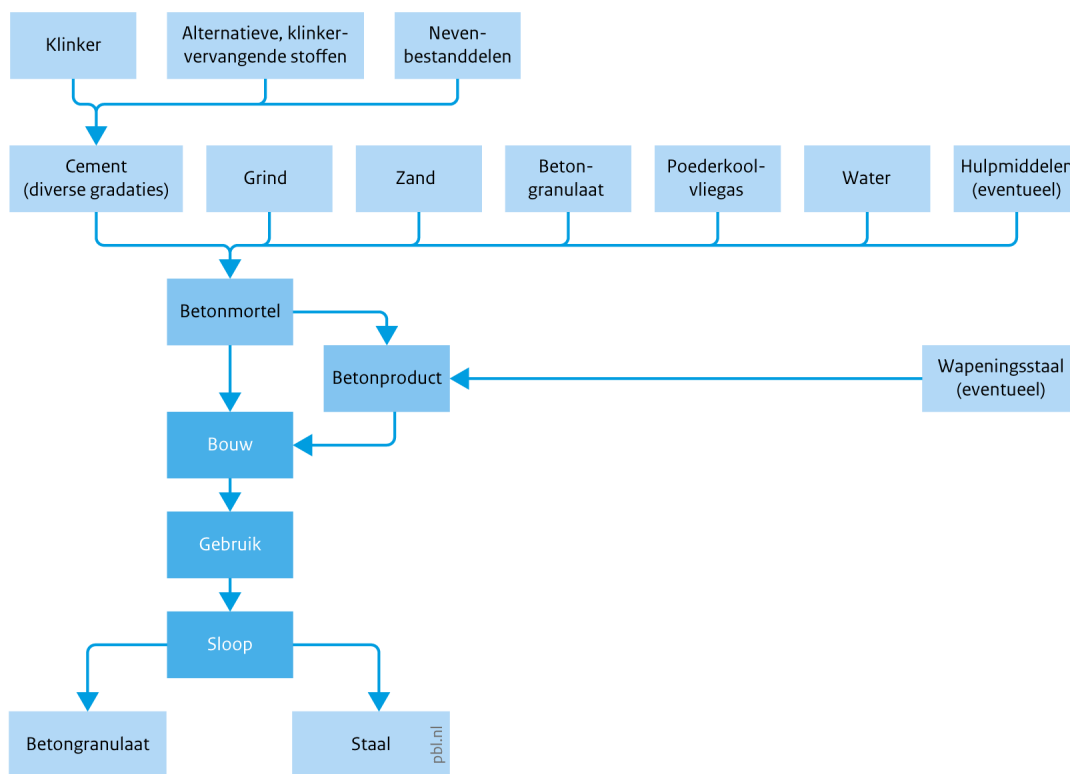 Klinker
Alternatieve, klinker-
vervangende stoffen
Neven-
bestanddelen
Cement
(diverse gradaties)
Grind
Zand
Beton-
granulaat
Poederkool-
vliegas
Water
Hulpmiddelen
(eventueel)
Betonmortel
Betonproduct
Wapeningsstaal
(eventueel)
Bouw
Gebruik
Sloop
Betongranulaat
Staal
pbl.nl